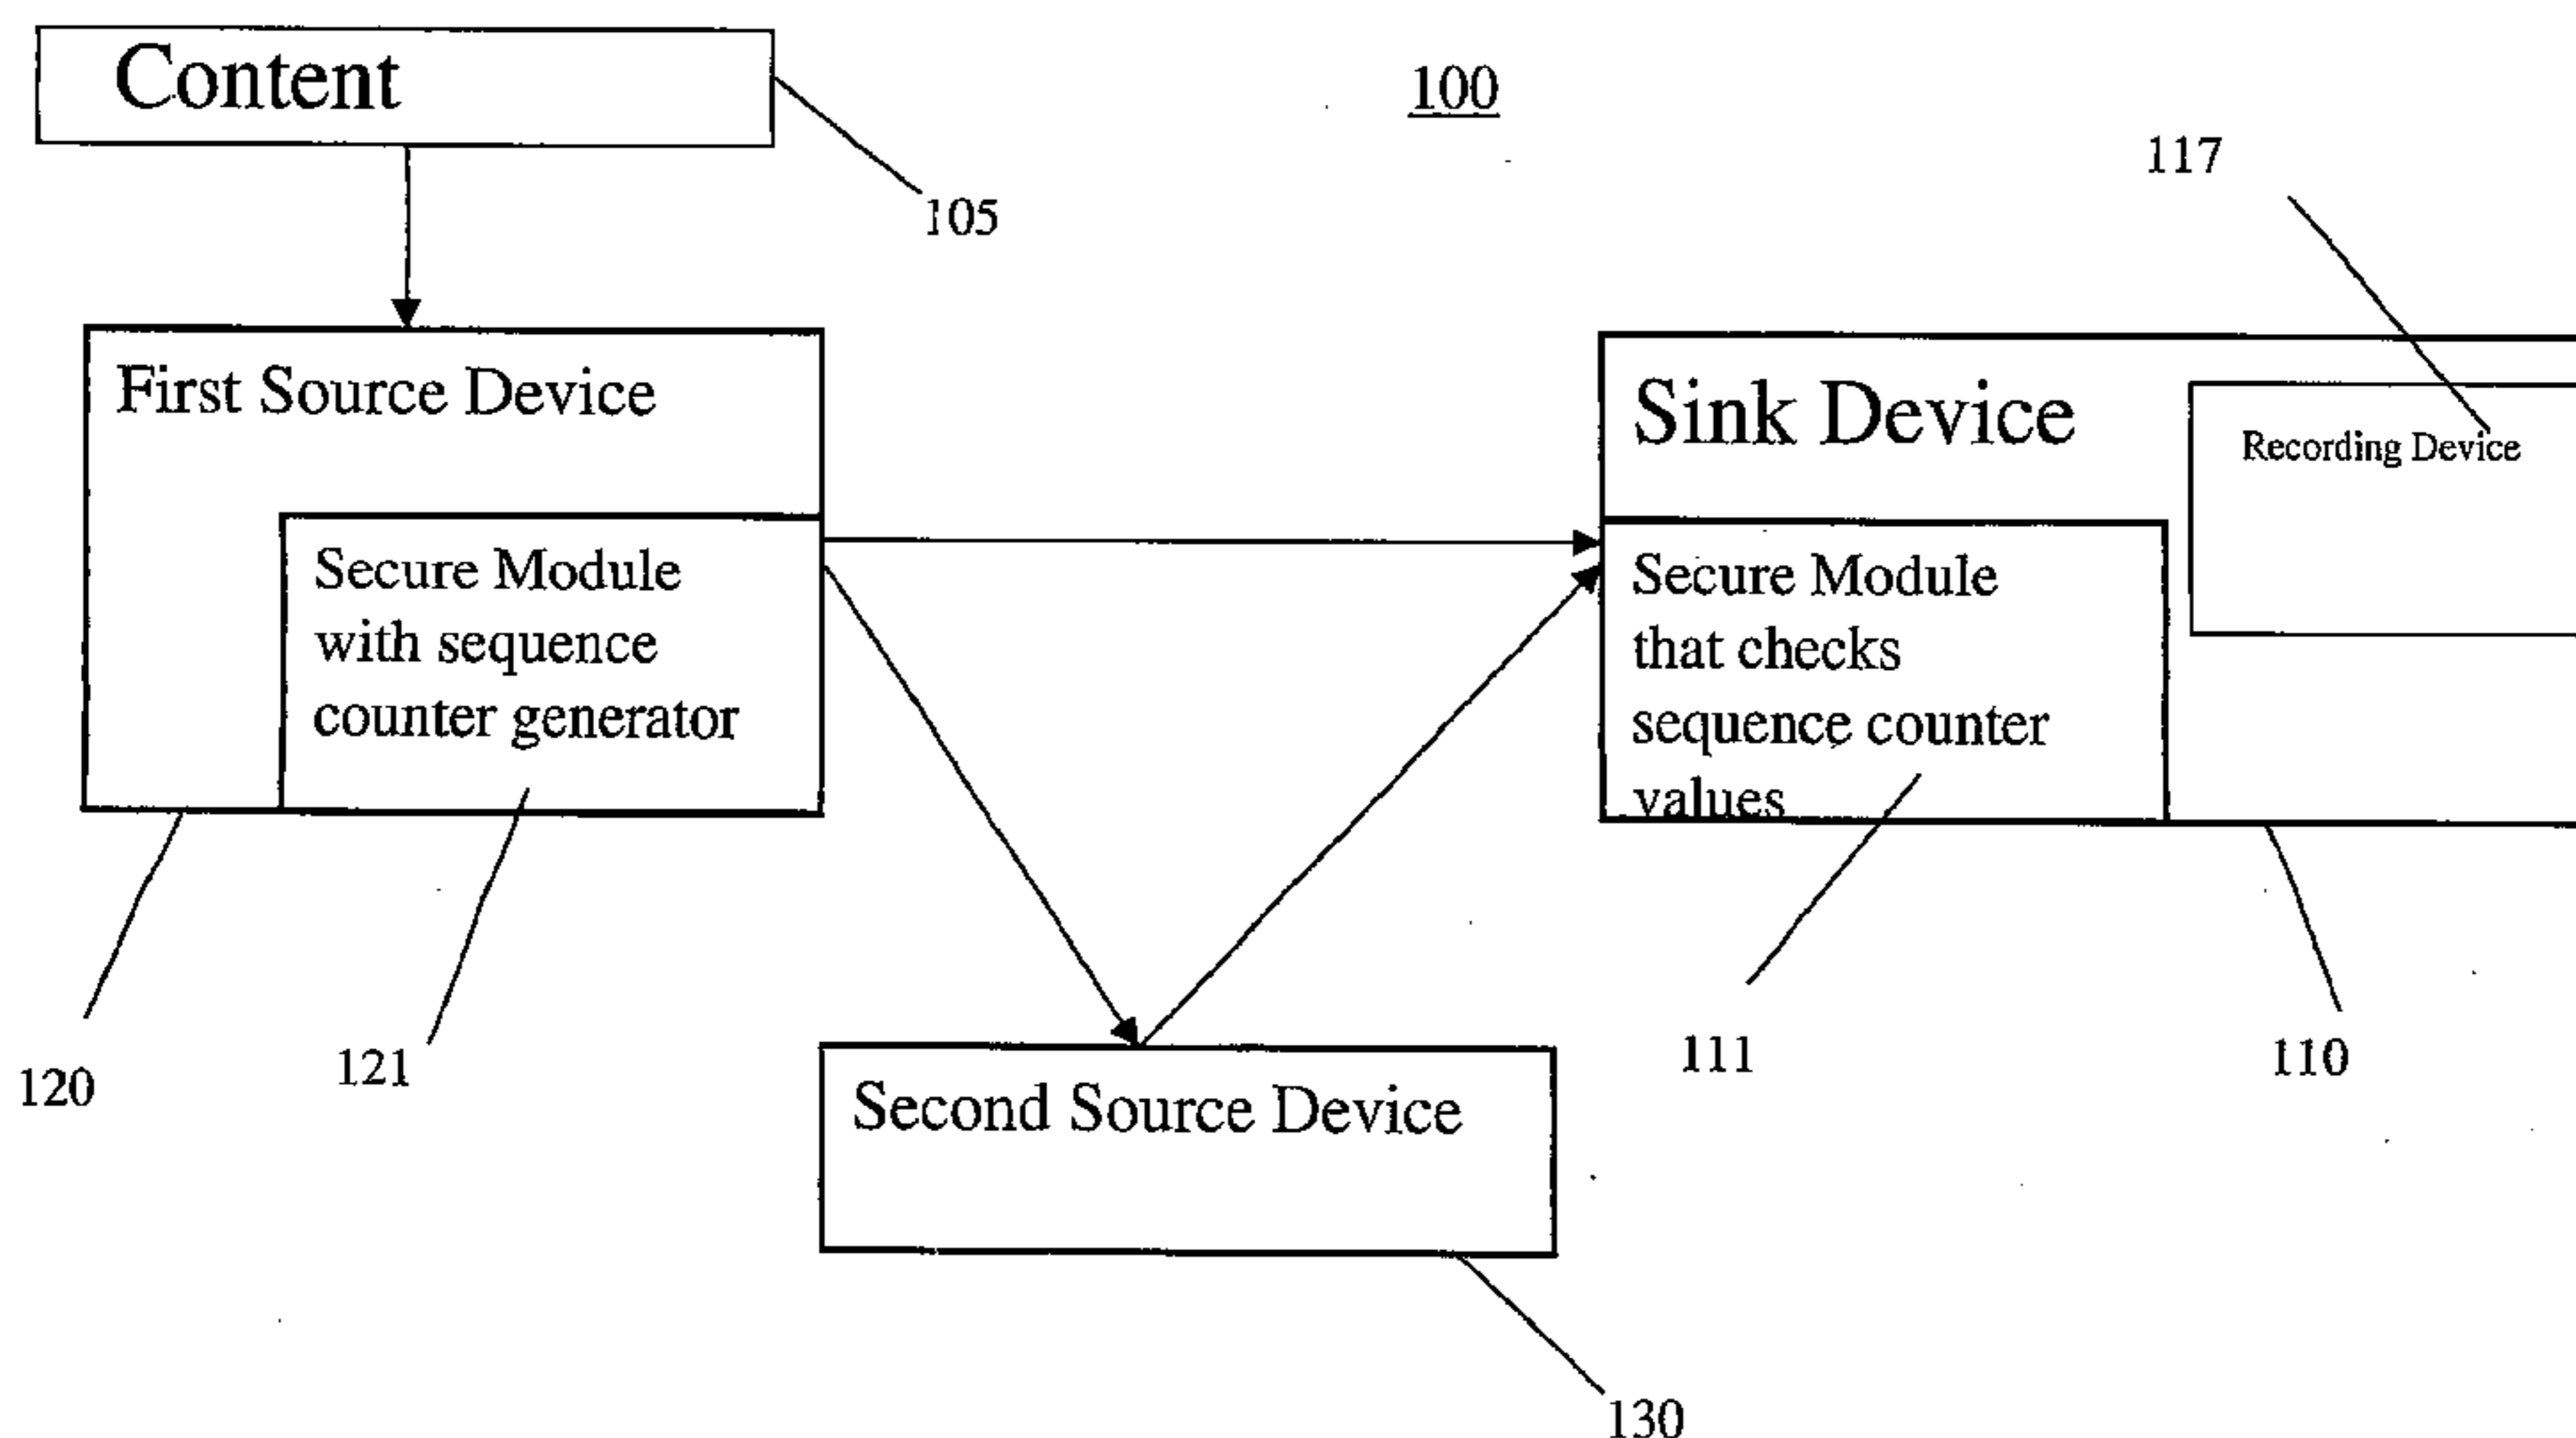 Content
100
117
105
First Source Device
Sink Device
Recording Device
Secure Module
with sequence
counter generator
Secure Module
that checks
sequence counter
values
120
121
111
110
Second Source Device
130